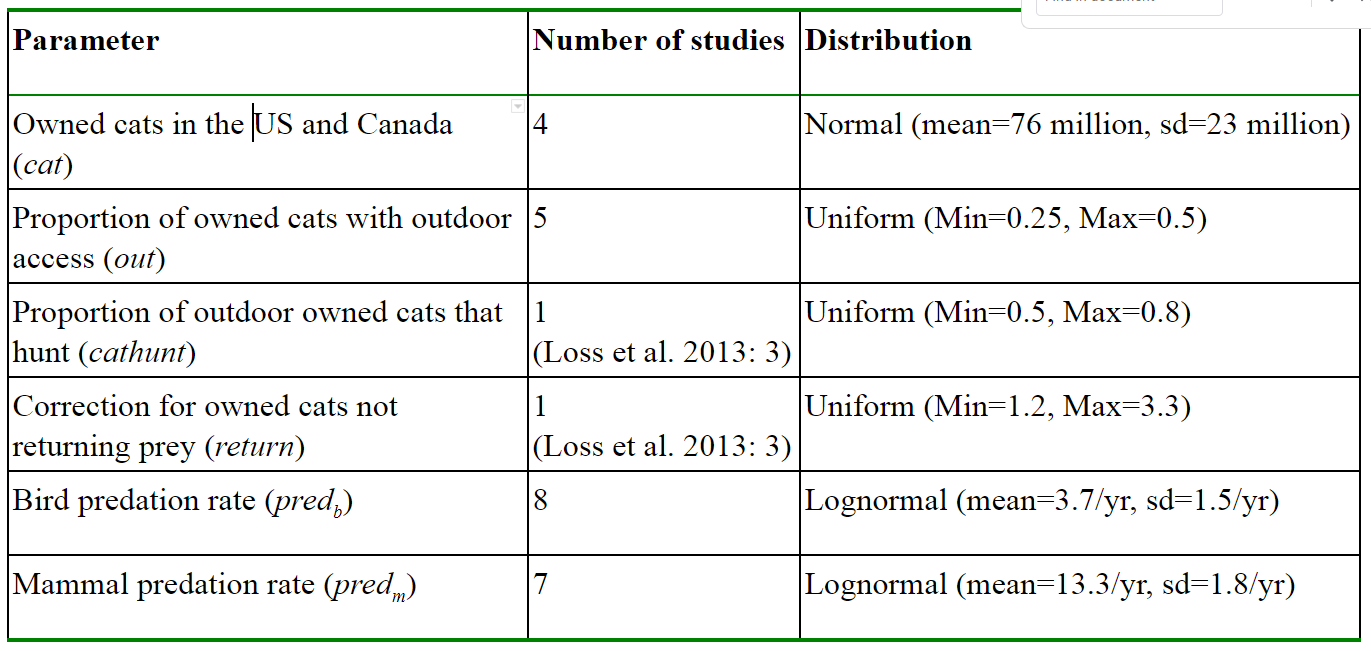 Parameter
Number of studies
Distribution
Owned cats in the US and Canada
(cat)
4
Normal (mean=76 million, sd=23 million)
Proportion of owned cats with outdoor
access (out)
5
Uniform (Min=0.25, Max=0.5)
Proportion of outdoor owned cats that
hunt (cathunt)
1
(Loss et al. 2013: 3)
Uniform (Min=0.5, Max=0.8)
Correction for owned cats not
returning prey (return)
1
(Loss et al. 2013: 3)
Uniform (Min=1.2, Max=3.3)
Bird predation rate (pred_b)
8
Lognormal (mean=3.7/yr, sd=1.5/yr)
Mammal predation rate (pred_m)
7
Lognormal (mean=13.3/yr, sd=1.8/yr)